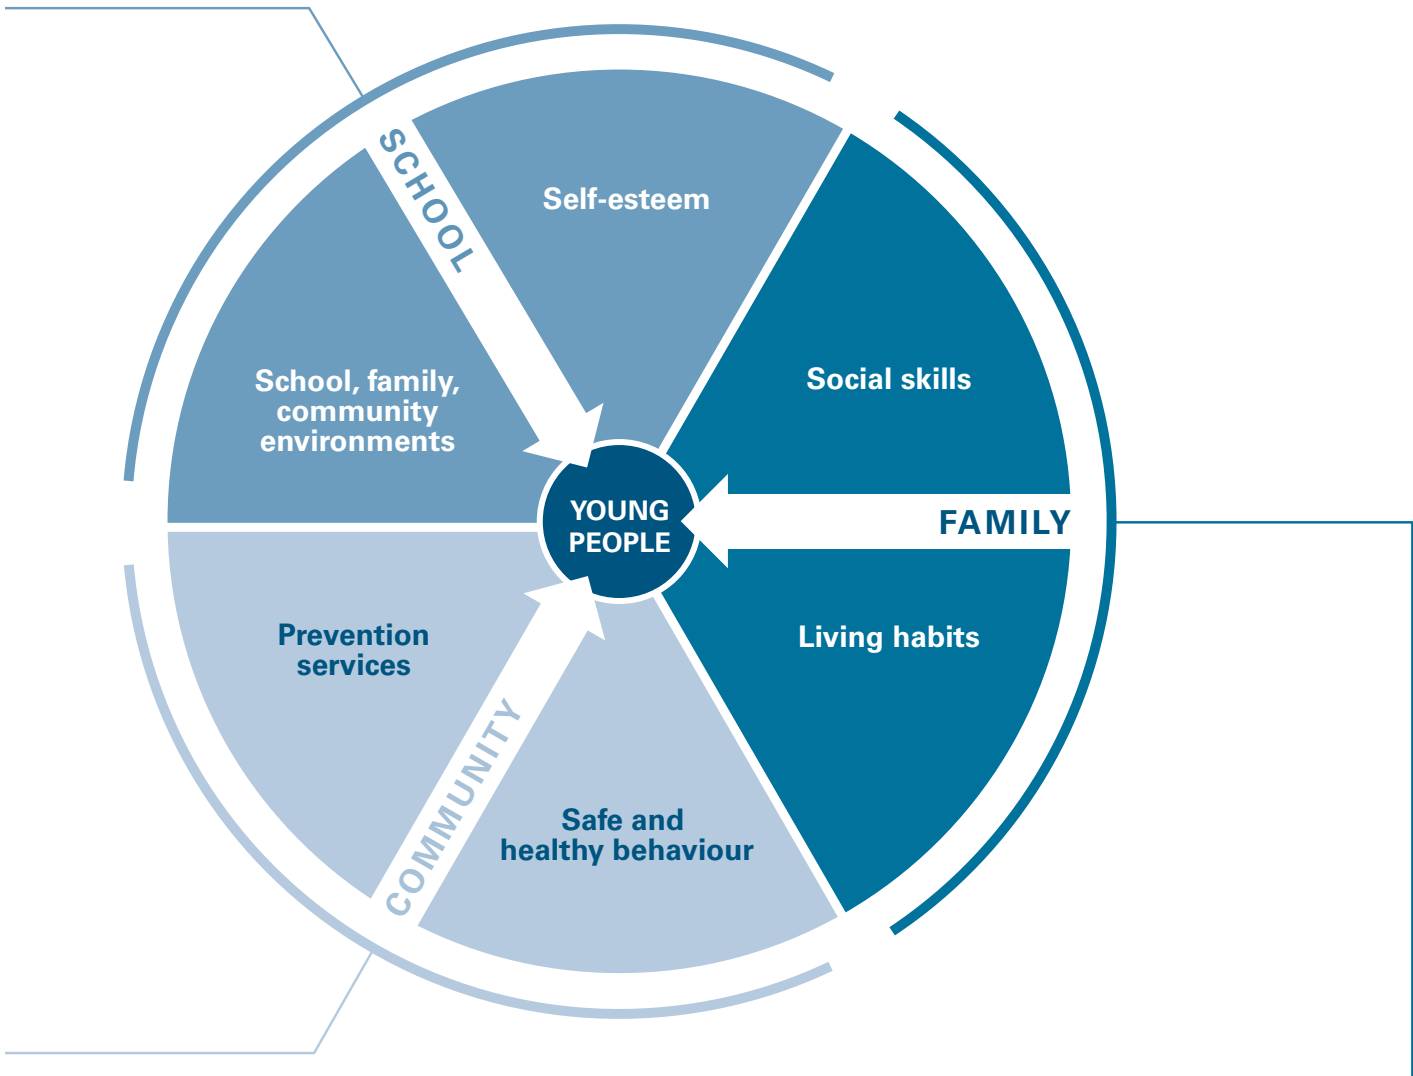 SCHOOL
Self-esteem
School, family,
community
environments
Social skills
YOUNG
PEOPLE
FAMILY
Prevention
services
Living habits
COMMUNITY
Safe and
healthy behaviour